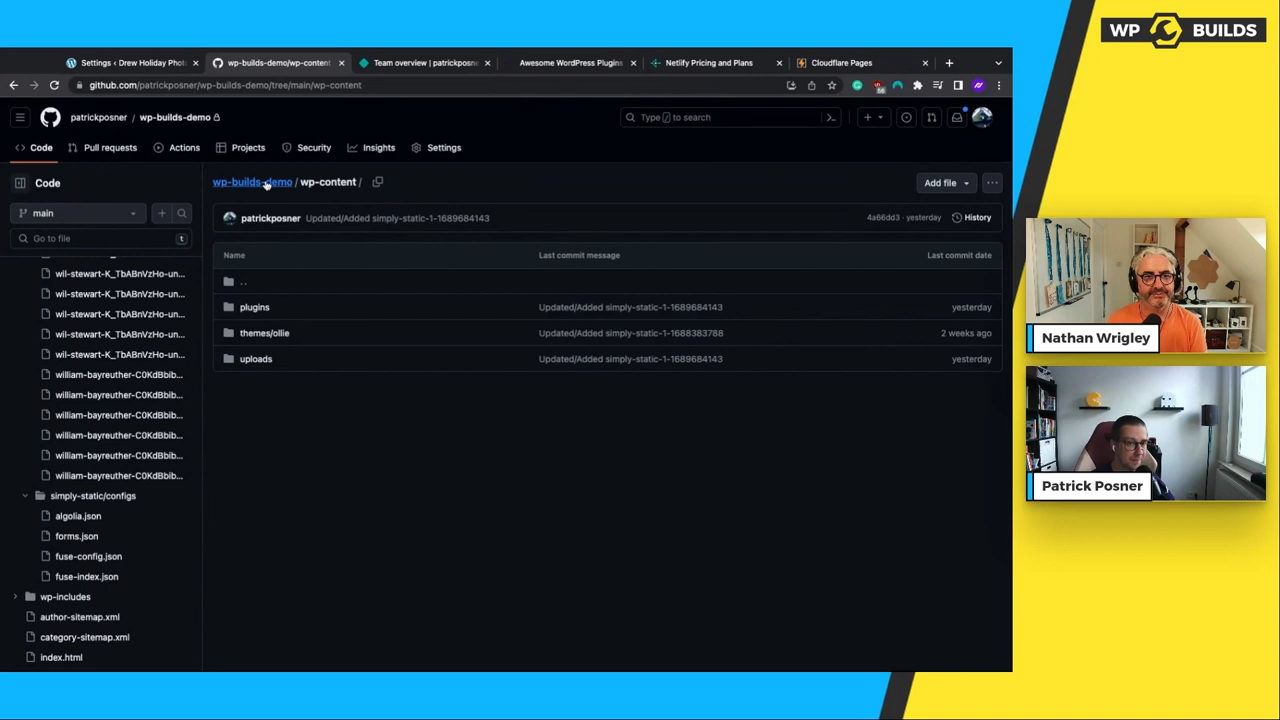 WP BUILDS
Settings ‹ Drew Holiday Phot
wp-builds-demo/wp-content
Team overview | patrickposne
Awesome WordPress Plugins
Netlify Pricing and Plans
Cloudflare Pages
github.com/patrickposner/wp-builds-demo/tree/main/wp-content
patrickposner / wp-builds-demo
Type / to search
Code
Pull requests
Actions
Projects
Security
Insights
Settings
Code
wp-builds-demo / wp-content /
Add file
main
patrickposner Updated/Added simply-static-1-1689684143
4a66dd3 · yesterday
History
Go to file
t
Name
Last commit message
Last commit date
..
plugins
Updated/Added simply-static-1-1689684143
yesterday
themes/ollie
Updated/Added simply-static-1-1688383788
2 weeks ago
uploads
Updated/Added simply-static-1-1689684143
yesterday
wil-stewart-K_TbABnVzHo-un...
wil-stewart-K_TbABnVzHo-un...
wil-stewart-K_TbABnVzHo-un...
wil-stewart-K_TbABnVzHo-un...
wil-stewart-K_TbABnVzHo-un...
william-bayreuther-C0KdBbib...
william-bayreuther-C0KdBbib...
william-bayreuther-C0KdBbib...
william-bayreuther-C0KdBbib...
william-bayreuther-C0KdBbib...
william-bayreuther-C0KdBbib...
simply-static/configs
algolia.json
forms.json
fuse-config.json
fuse-index.json
wp-includes
author-sitemap.xml
category-sitemap.xml
index.html
Nathan Wrigley
Patrick Posner